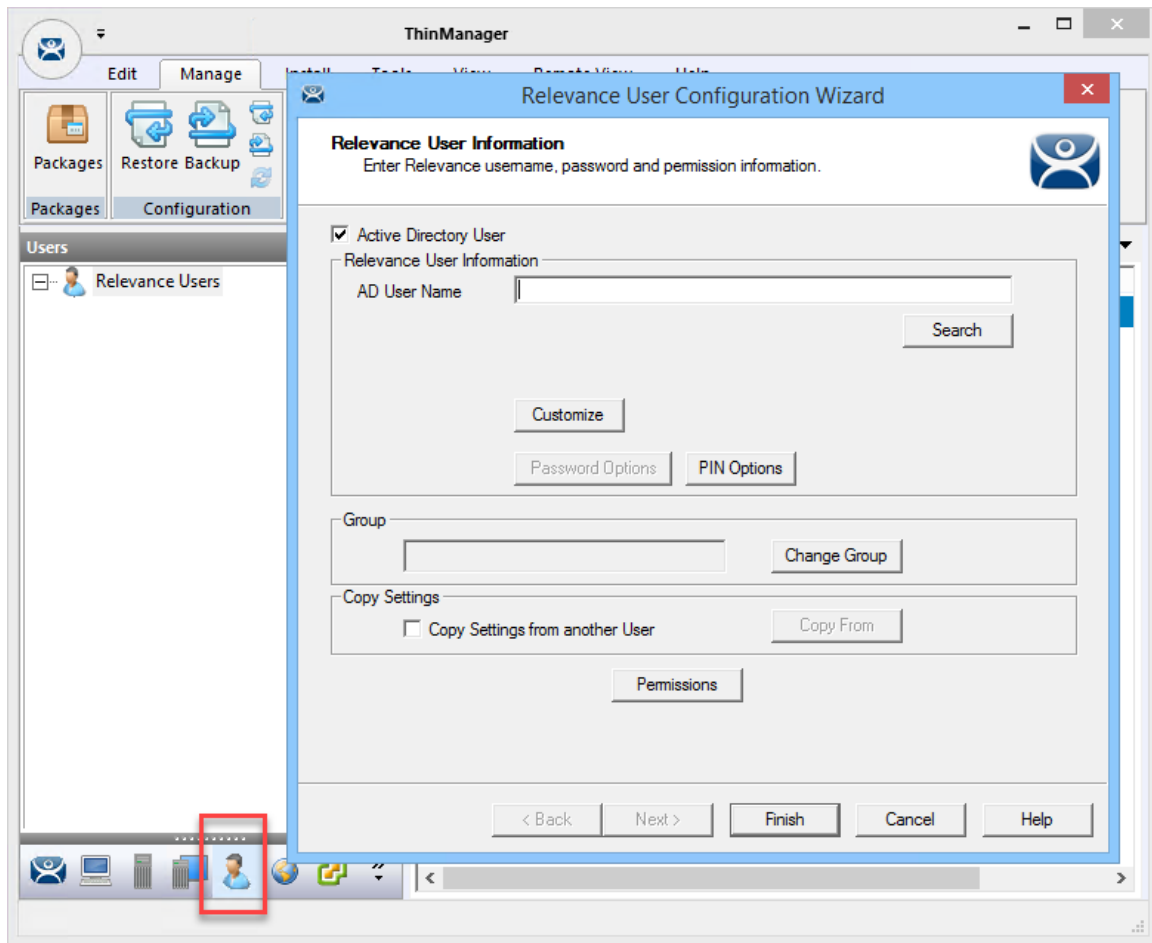 ThinManager
Edit Manage
Relevance User Configuration Wizard
Packages Restore Backup
Packages Configuration
Relevance User Information
Enter Relevance username, password and permission information.
Users
Relevance Users
Active Directory User
Relevance User Information
AD User Name
Search
Customize
Password Options PIN Options
Group
Change Group
Copy Settings
Copy Settings from another User Copy From
Permissions
< Back Next > Finish Cancel Help